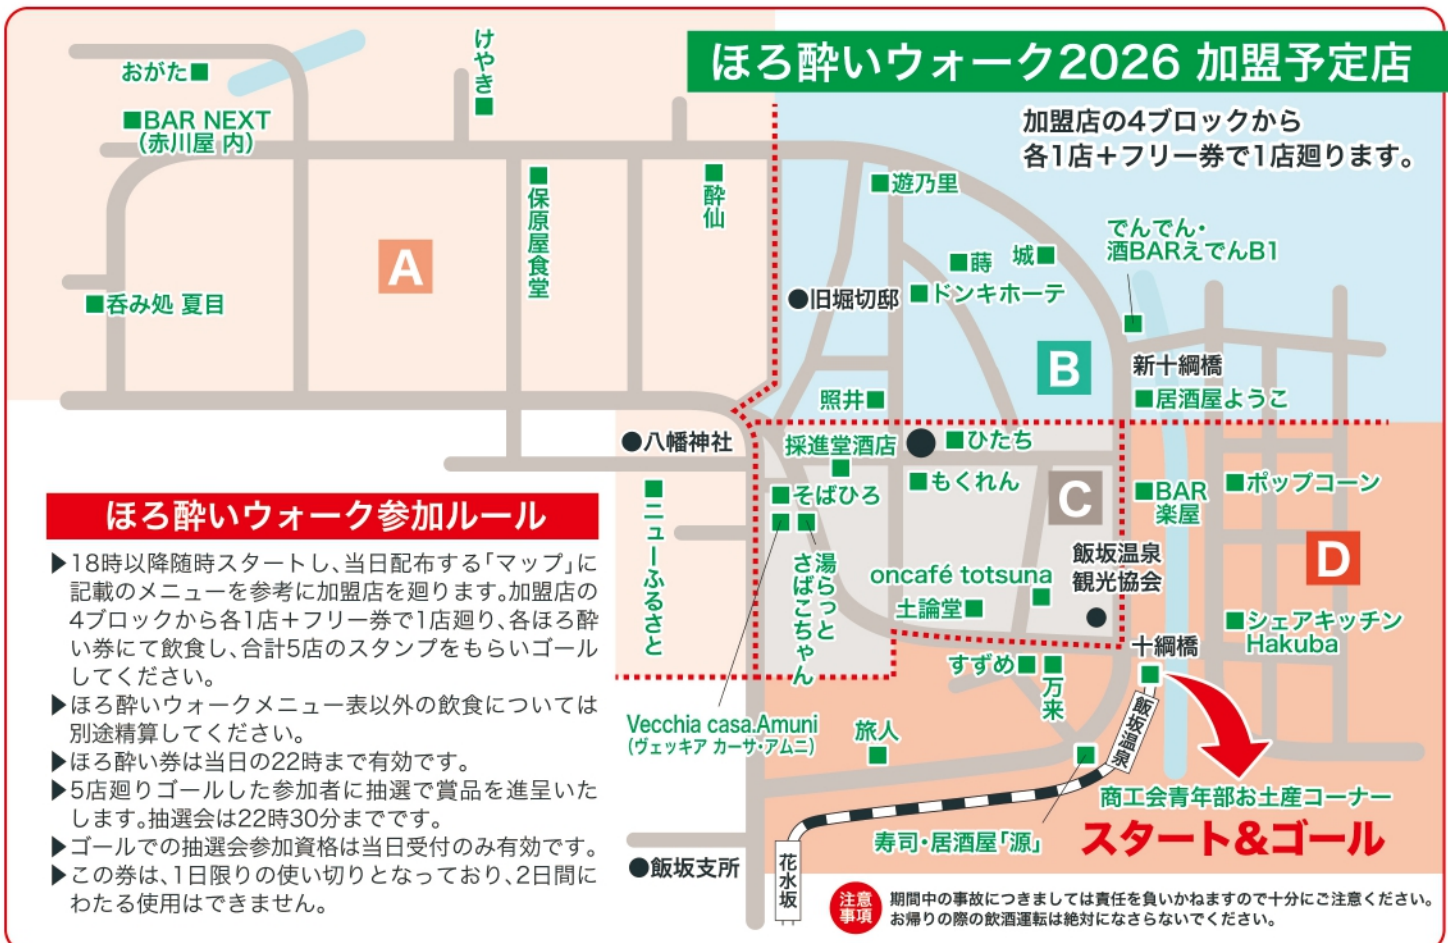 ほろ酔いウォーク2026 加盟予定店
加盟店の4ブロックから
各1店＋フリー券で1店廻ります。
A
おがた
BAR NEXT
（赤川屋 内）
けやき
保原屋食堂
酔仙
呑み処 夏目
ニューふるさと
●八幡神社
B
遊乃里
蒔
城
ドンキホーテ
●旧堀切邸
でんでん・
酒BARえでんB1
新十綱橋
居酒屋ようこ
照井
C
採進堂酒店
ひたち
もくれん
そばひろ
湯らっと
さばこちゃん
Vecchia casa.Amuni
（ヴェッキア カーサ・アムニ）
oncafé totsuna
土論堂
飯坂温泉
観光協会
D
BAR
楽屋
ポップコーン
シェアキッチン
Hakuba
十綱橋
すずめ
万来
旅人
寿司・居酒屋「源」
飯坂温泉
花水坂
●飯坂支所
商工会青年部お土産コーナー
スタート&ゴール
ほろ酔いウォーク参加ルール
▶18時以降随時スタートし、当日配布する「マップ」に
記載のメニューを参考に加盟店を廻ります。加盟店の
4ブロックから各1店＋フリー券で1店廻り、各ほろ酔
い券にて飲食し、合計5店のスタンプをもらいゴール
してください。
▶ほろ酔いウォークメニュー表以外の飲食については
別途精算してください。
▶ほろ酔い券は当日の22時まで有効です。
▶5店廻りゴールした参加者に抽選で賞品を進呈いた
します。抽選会は22時30分までです。
▶ゴールでの抽選会参加資格は当日受付のみ有効です。
▶この券は、1日限りの使い切りとなっており、2日間に
わたる使用はできません。
注意
事項
期間中の事故につきましては責任を負いかねますので十分にご注意ください。
お帰りの際の飲酒運転は絶対になさらないでください。